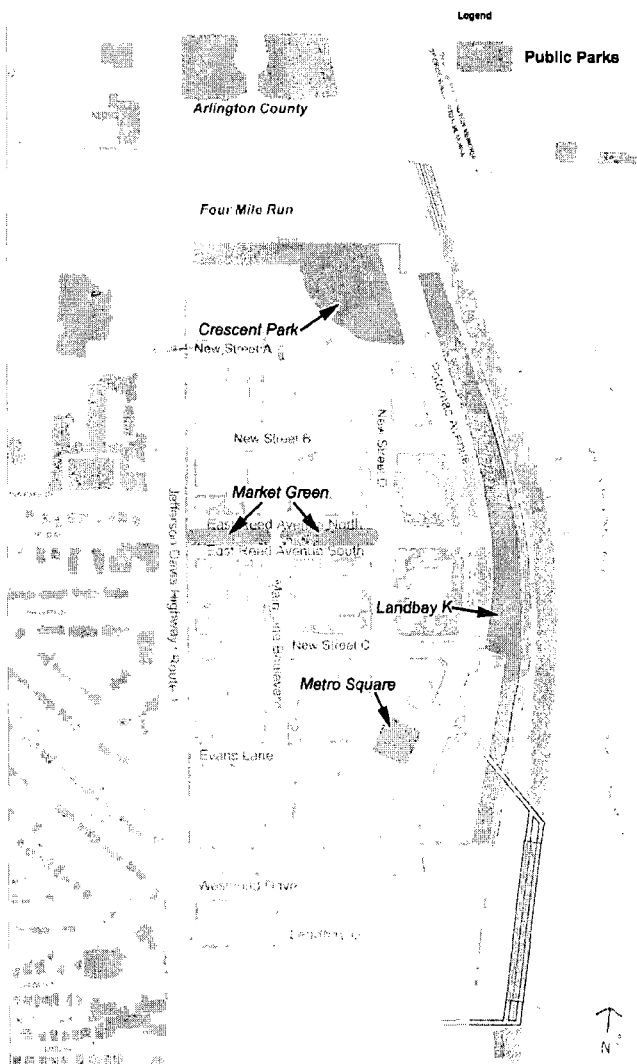 Legend
Public Parks
Arlington County
Four Mile Run
Crescent Park
New Street A
New Street B
New Street D
Potomac Avenue
Market Green
East Reed Avenue North
East Reed Avenue South
Jefferson Davis Highway Route 1
Landbay K
New Street C
Metro Square
Evans Lane
N